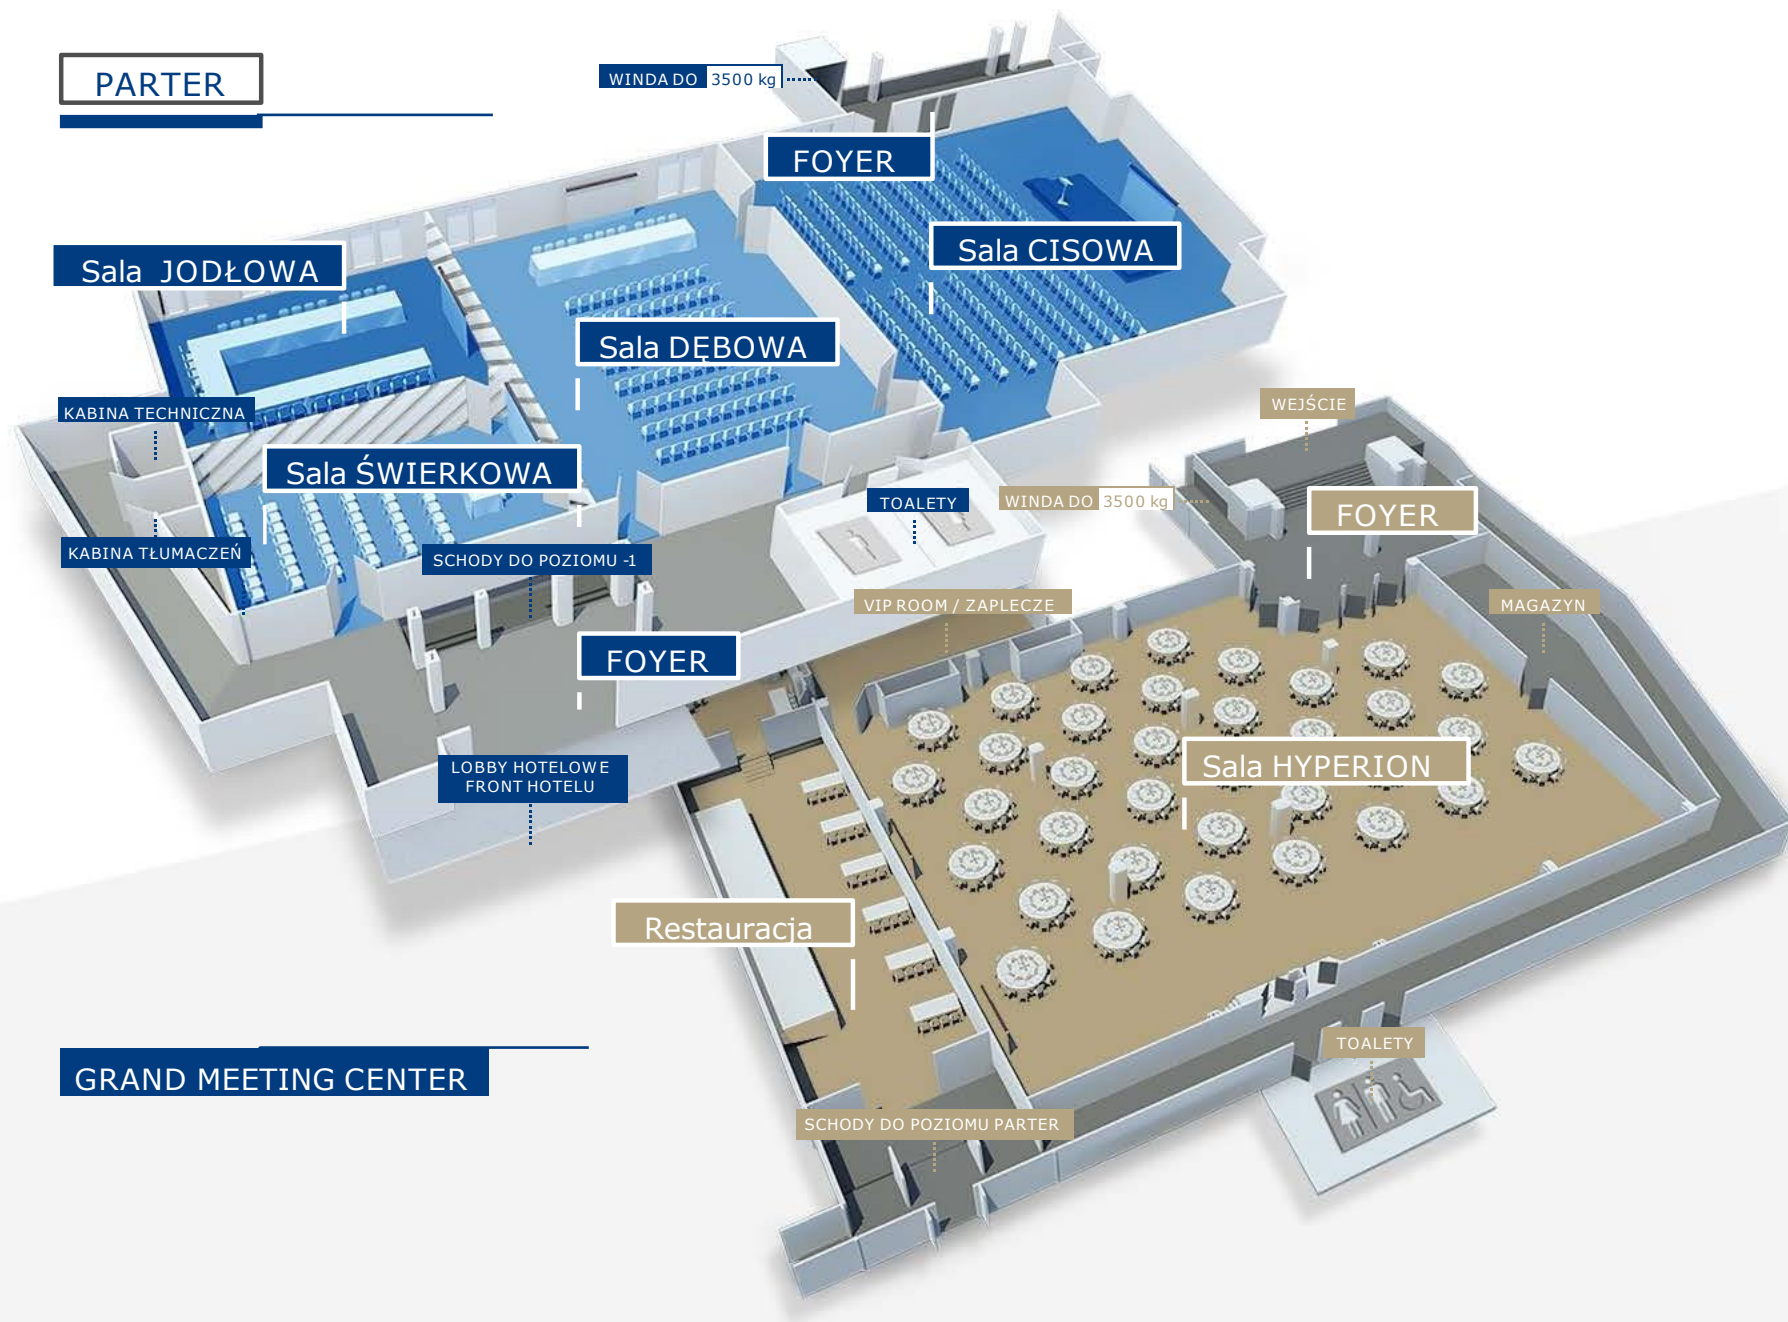 PARTER
WINDA DO 3500 kg
FOYER
Sala CISOWA
Sala JODŁOWA
Sala DĘBOWA
KABINA TECHNICZNA
WEJŚCIE
Sala ŚWIERKOWA
TOALETY
WINDA DO 3500 kg
FOYER
KABINA TŁUMACZEŃ
SCHODY DO POZIOMU -1
VIP ROOM / ZAPLECZE
MAGAZYN
FOYER
Sala HYPERION
LOBBY HOTELOWE
FRONT HOTELU
Restauracja
TOALETY
GRAND MEETING CENTER
SCHODY DO POZIOMU PARTER